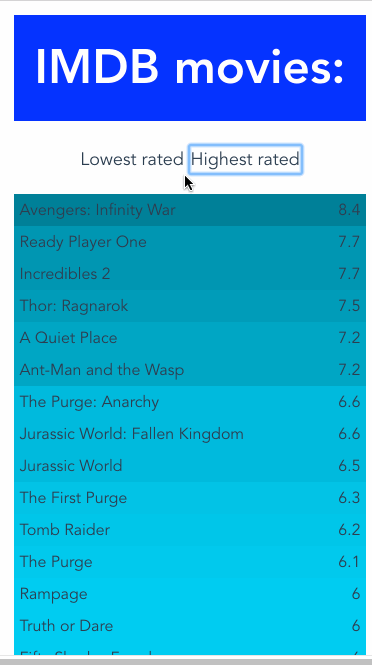 IMDB movies:
Lowest rated Highest rated
Avengers: Infinity War 8.4
Ready Player One 7.7
Incredibles 2 7.7
Thor: Ragnarok 7.5
A Quiet Place 7.2
Ant-Man and the Wasp 7.2
The Purge: Anarchy 6.6
Jurassic World: Fallen Kingdom 6.6
Jurassic World 6.5
The First Purge 6.3
Tomb Raider 6.2
The Purge 6.1
Rampage 6
Truth or Dare 6